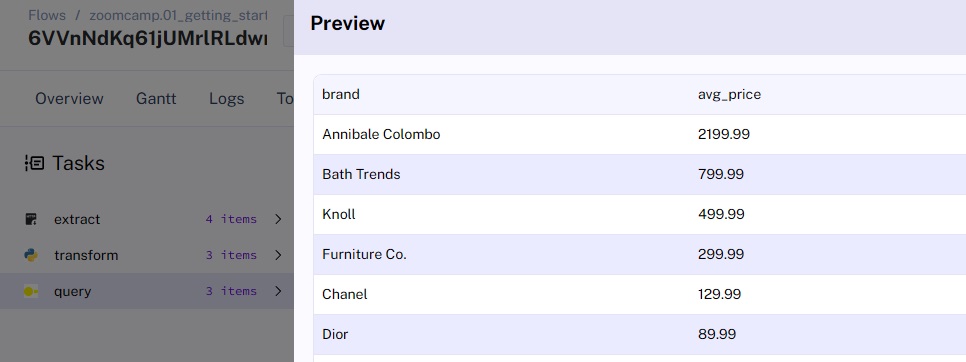 Flows / zoomcamp.01_getting_start
6VVnNdKq61jUMrlRLdw
Overview Gantt Logs To
Tasks
extract 4 items
transform 3 items
query 3 items
Preview
brand avg_price
Annibale Colombo 2199.99
Bath Trends 799.99
Knoll 499.99
Furniture Co. 299.99
Chanel 129.99
Dior 89.99